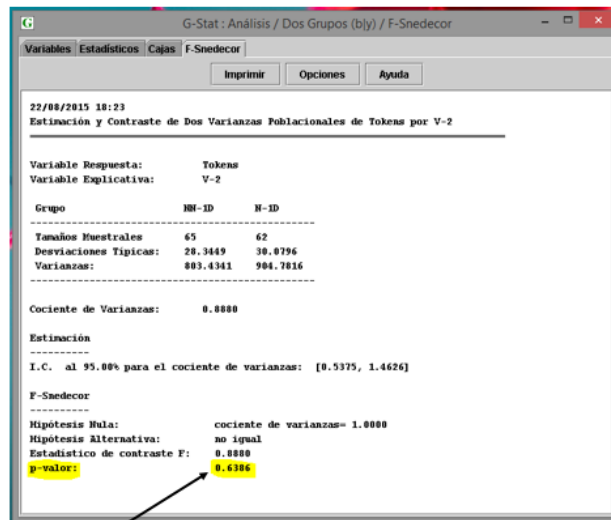 G
G-Stat : Análisis / Dos Grupos (b|y) / F-Snedecor
Variables Estadísticos Cajas F-Snedecor
Imprimir Opciones Ayuda
22/08/2015 18:23
Estimación y Contraste de Dos Varianzas Poblacionales de Tokens por V-2
Variable Respuesta: Tokens
Variable Explicativa: V-2
Grupo NN-1D N-1D
Tamaños Muestrales 65 62
Desviaciones Típicas: 28.3449 30.0796
Varianzas: 803.4341 904.7816
Cociente de Varianzas: 0.8880
Estimación
I.C. al 95.00% para el cociente de varianzas: [0.5375, 1.4626]
F-Snedecor
Hipótesis Nula: cociente de varianzas= 1.0000
Hipótesis Alternativa: no igual
Estadístico de contraste F: 0.8880
p-valor: 0.6386